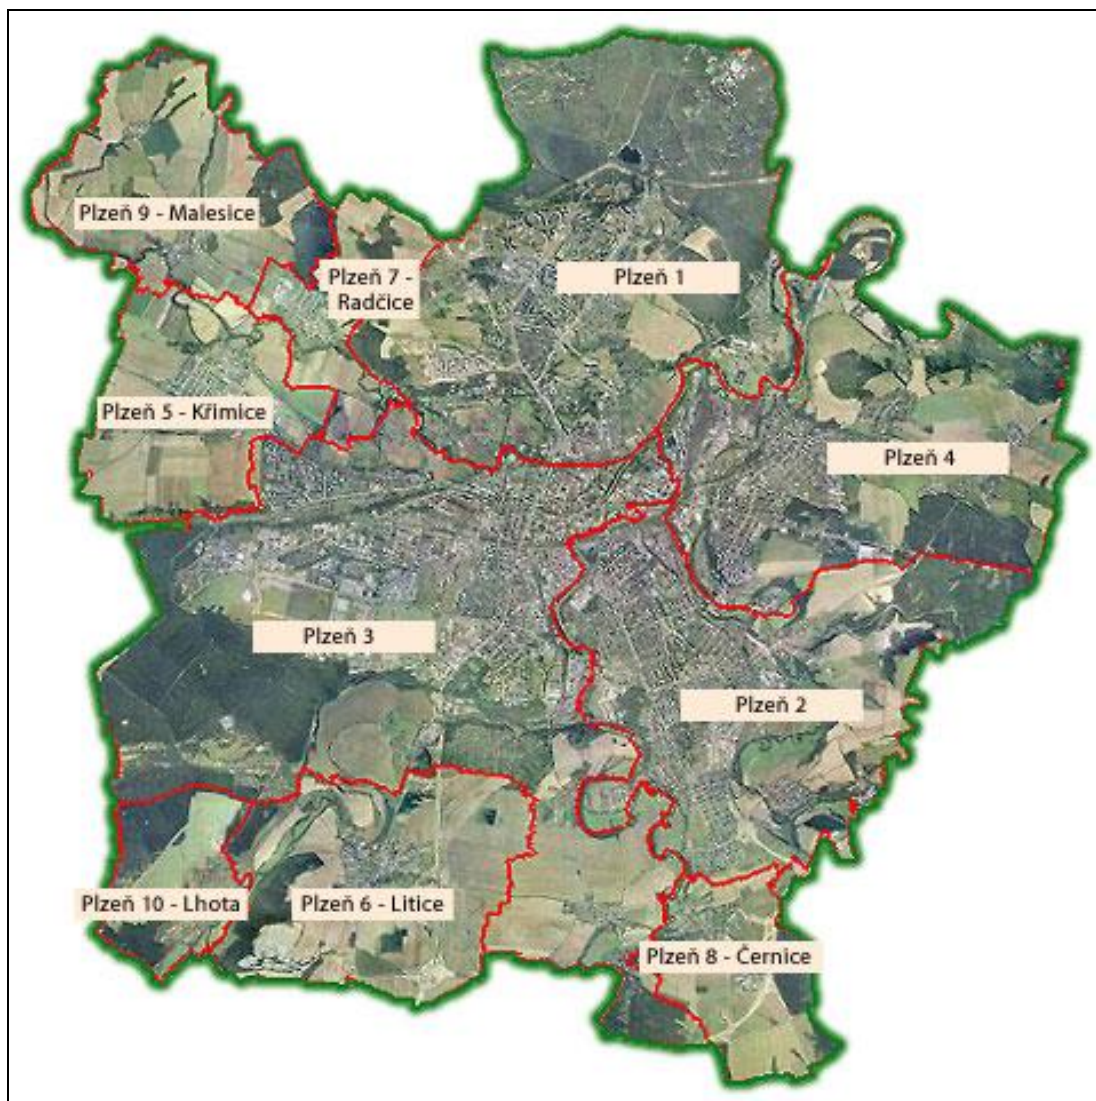 Plzeň 9 - Malesice
Plzeň 7 -
Radčice
Plzeň 1
Plzeň 5 - Křimice
Plzeň 4
Plzeň 3
Plzeň 2
Plzeň 10 - Lhota
Plzeň 6 - Litice
Plzeň 8 - Černice